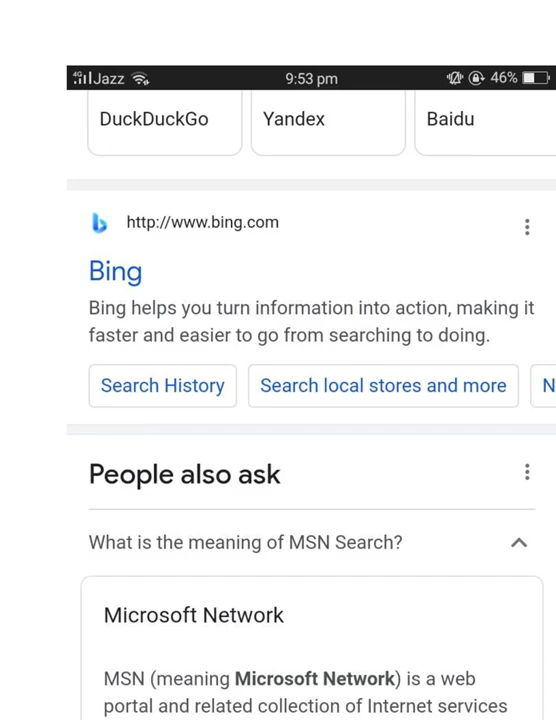 4G Jazz 9:53 pm 46%
DuckDuckGo Yandex Baidu
http://www.bing.com
Bing
Bing helps you turn information into action, making it
faster and easier to go from searching to doing.
Search History Search local stores and more N
People also ask
What is the meaning of MSN Search?
Microsoft Network
MSN (meaning Microsoft Network) is a web
portal and related collection of Internet services